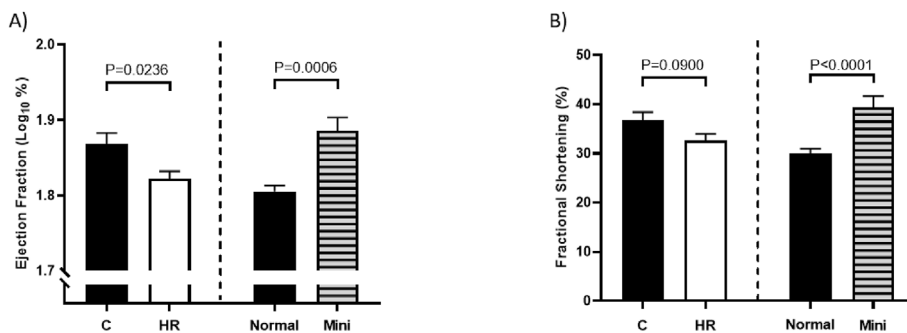 A)
2.0
1.9
1.8
1.7
Ejection Fraction (Log₁₀ %)
P=0.0236
P=0.0006
C HR Normal Mini
B)
50
40
30
20
10
0
Fractional Shortening (%)
P=0.0900
P<0.0001
C HR Normal Mini